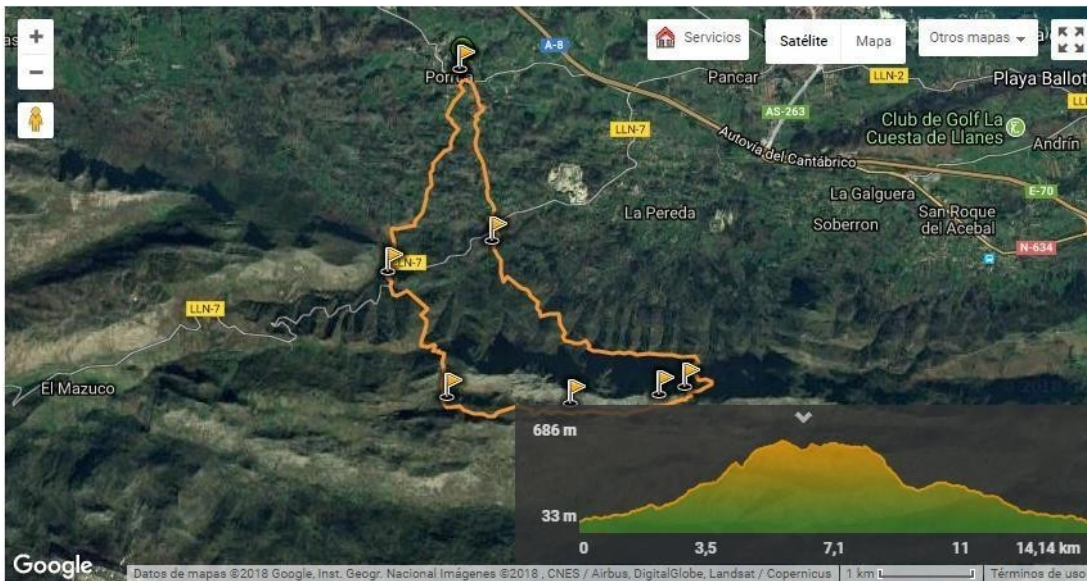 +
−
A-8
Servicios
Satélite
Mapa
Otros mapas
Pancar
LLN-2
Playa Ballot
AS-263
LLN-7
Club de Golf La
Cuesta de Llanes
Andrín
Autovía del Cantábrico
E-70
La Galguera
La Pereda
San Roque
del Acebal
Soberron
N-634
LN-7
LLN-7
El Mazuco
686 m
33 m
0
3,5
7,1
11
14,14 km
Google
Datos de mapas ©2018 Google, Inst. Geogr. Nacional Imágenes ©2018 , CNES / Airbus, DigitalGlobe, Landsat / Copernicus
1 km
Términos de uso